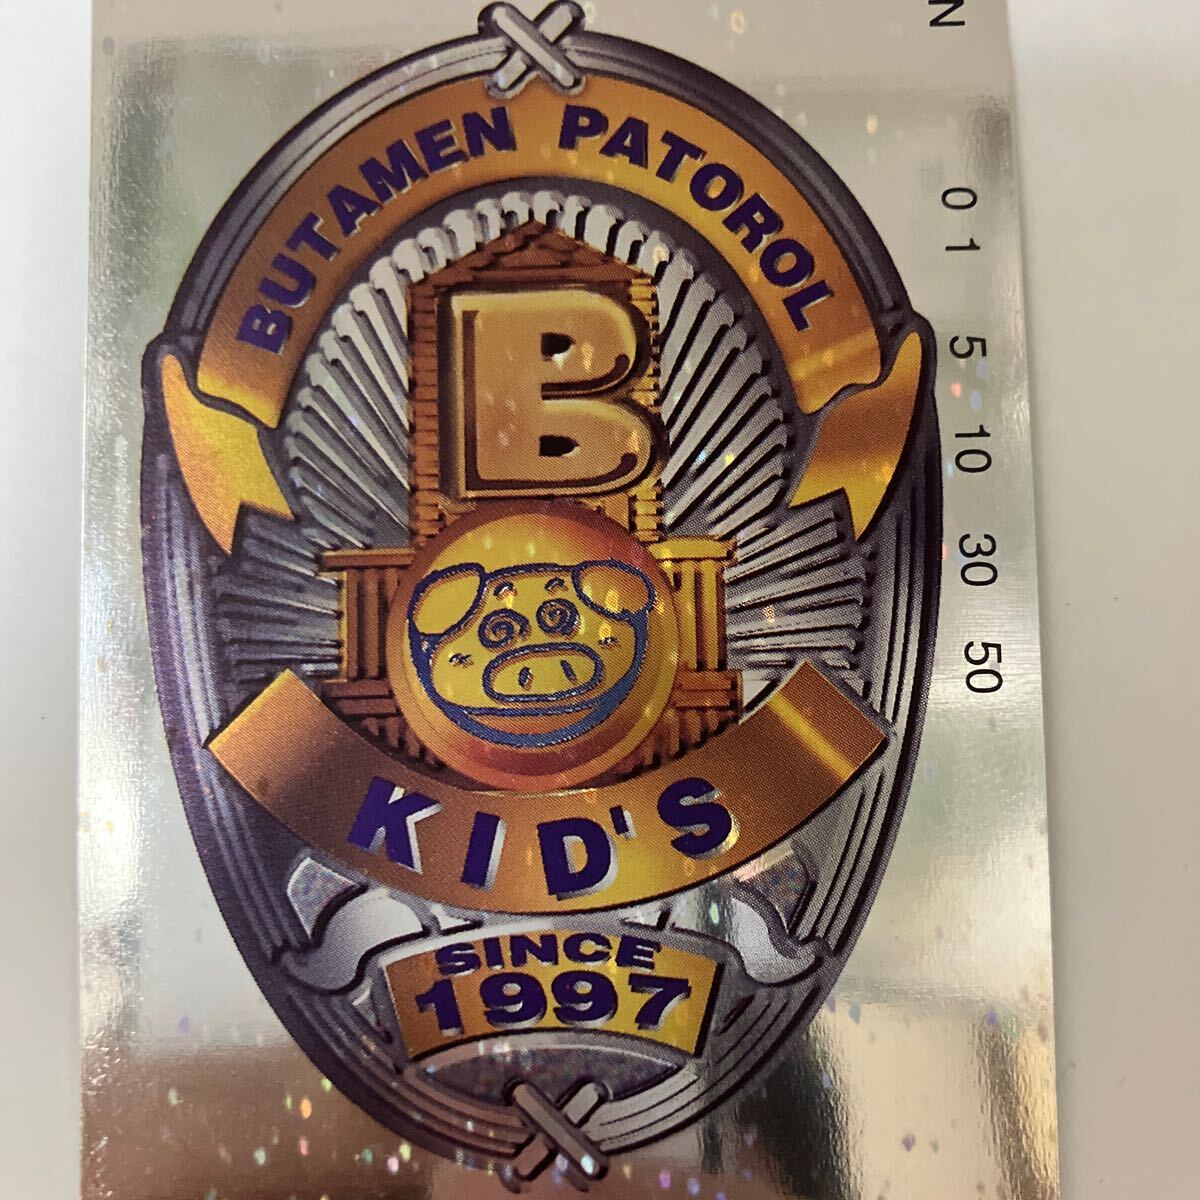 BUTAMEN PATOROL
B
KID'S
SINCE
1997
N
0 1 5 10 30 50